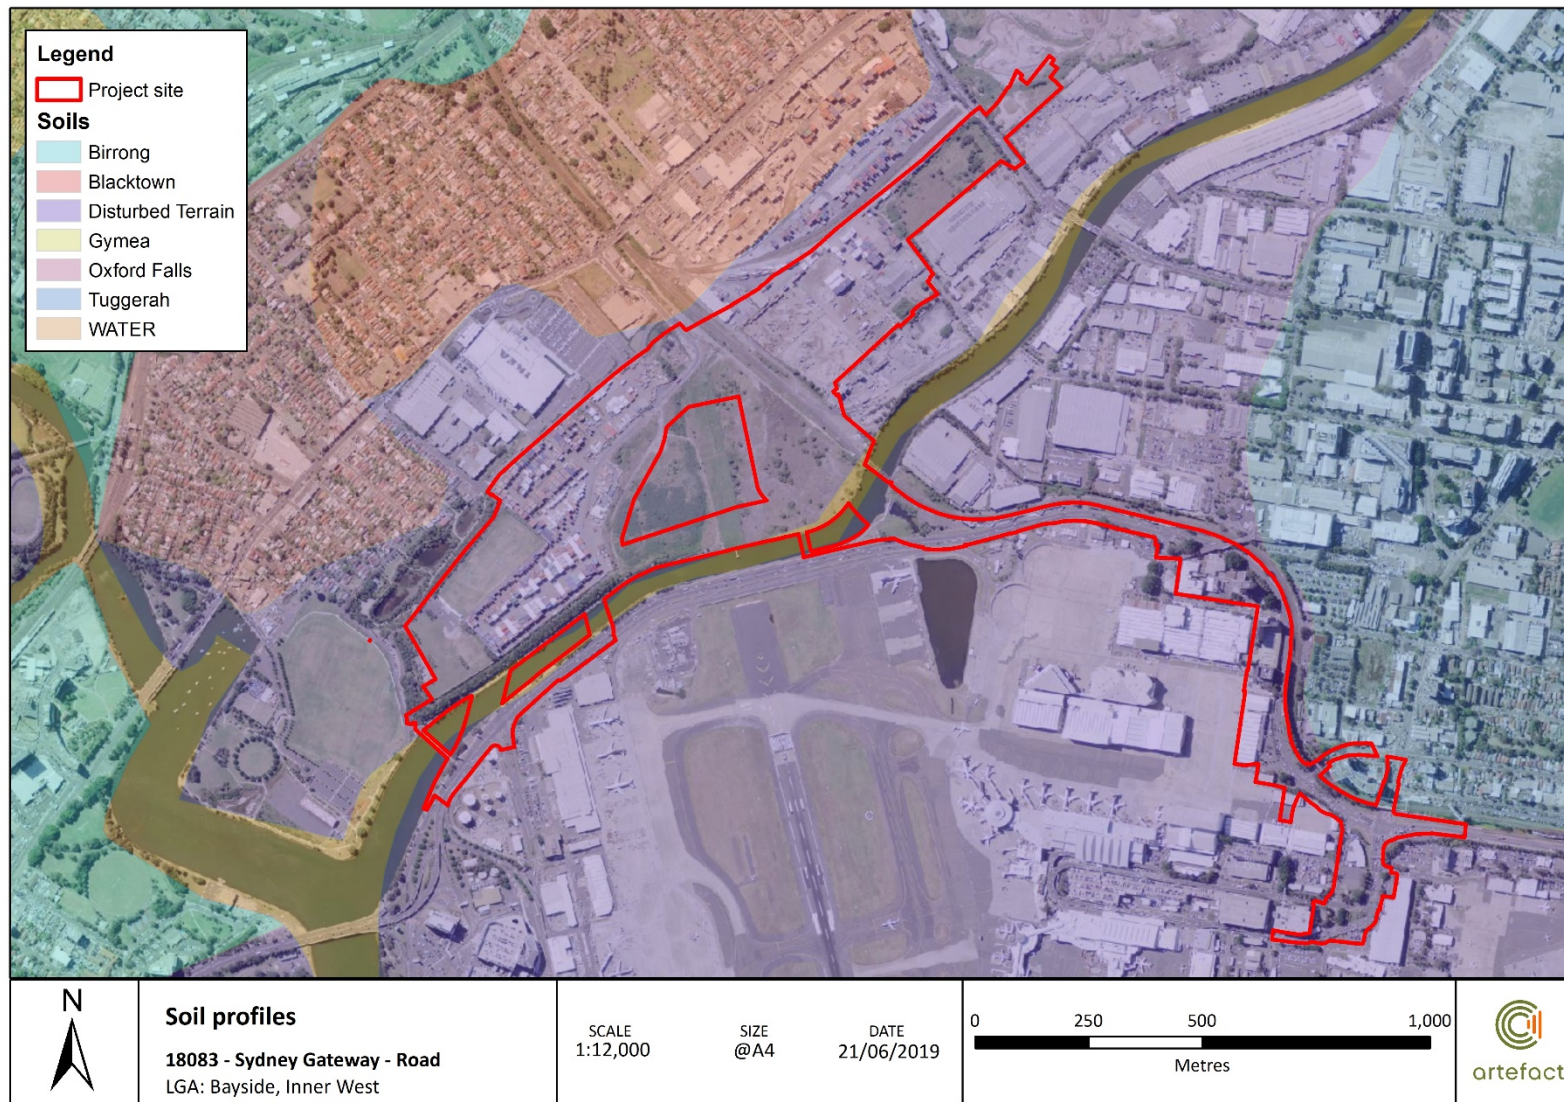 Legend
Project site
Soils
Birrong
Blacktown
Disturbed Terrain
Gymea
Oxford Falls
Tuggerah
WATER
N
Soil profiles
18083 - Sydney Gateway - Road
LGA: Bayside, Inner West
SCALE
1:12,000
SIZE
@A4
DATE
21/06/2019
0 250 500 1,000
Metres
artefact